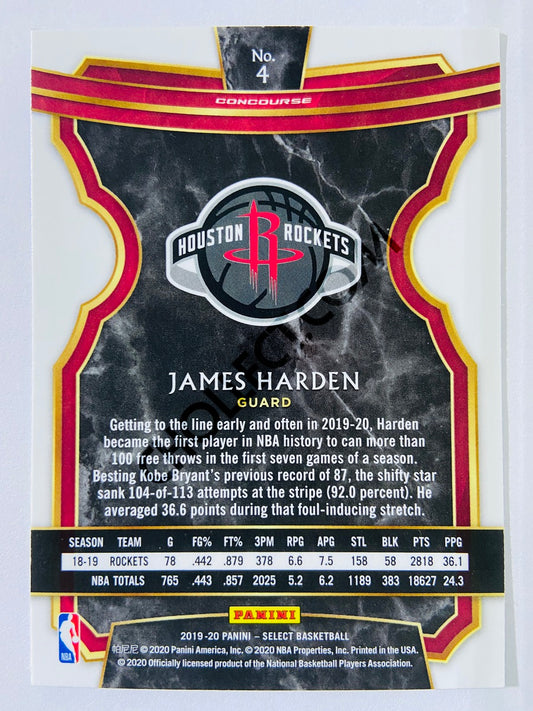 No.
4
CONCOURSE
HOUSTON ROCKETS
JAMES HARDEN
GUARD
Getting to the line early and often in 2019-20, Harden
became the first player in NBA history to can more than
100 free throws in the first seven games of a season.
Besting Kobe Bryant's previous record of 87, the shifty star
sank 104-of-113 attempts at the stripe (92.0 percent). He
averaged 36.6 points during that foul-inducing stretch.
SEASON TEAM G FG% FT% 3PM RPG APG STL BLK PTS PPG
18-19 ROCKETS 78 .442 .879 378 6.6 7.5 158 58 2818 36.1
NBA TOTALS 765 .443 .857 2025 5.2 6.2 1189 383 18627 24.3
PANINI
NBA
2019-20 PANINI – SELECT BASKETBALL
帕尼尼 © 2020 Panini America, Inc. © 2020 NBA Properties, Inc. Printed in the USA.
© 2020 Officially licensed product of the National Basketball Players Association.